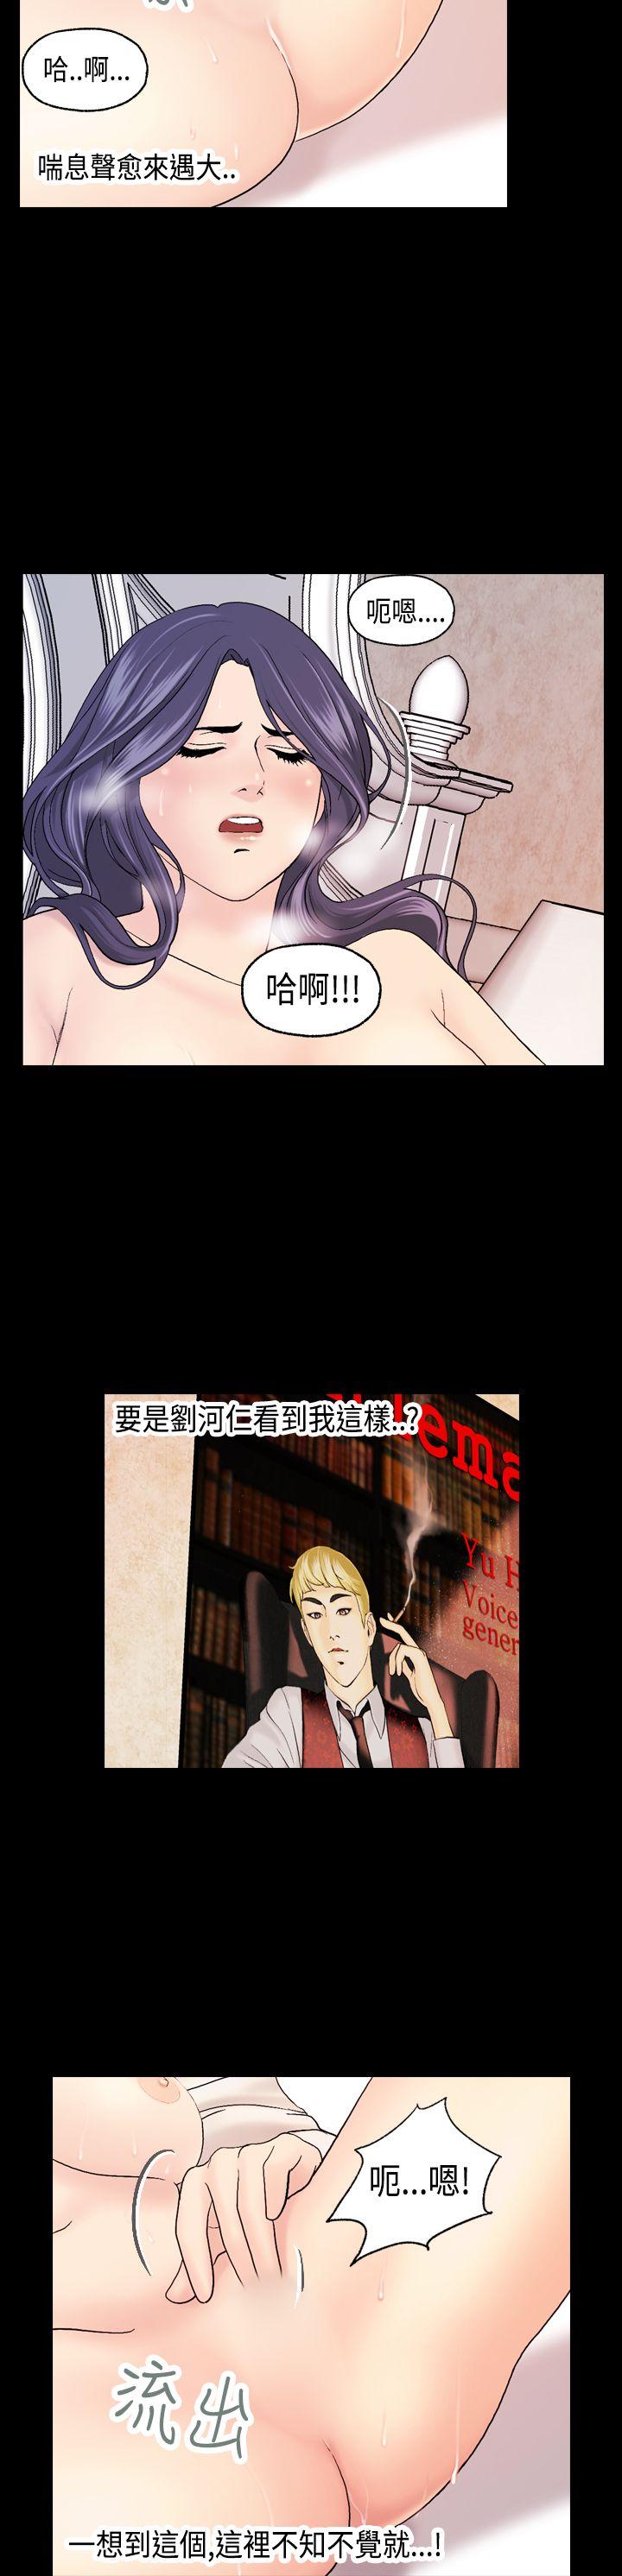 哈..啊...
喘息聲愈來遇大..
呃嗯....
哈啊!!!
要是劉河仁看到我這樣..?
lema
Yu H
Voice
gener
呃...嗯!
流出
一想到這個,這裡不知不覺就...!